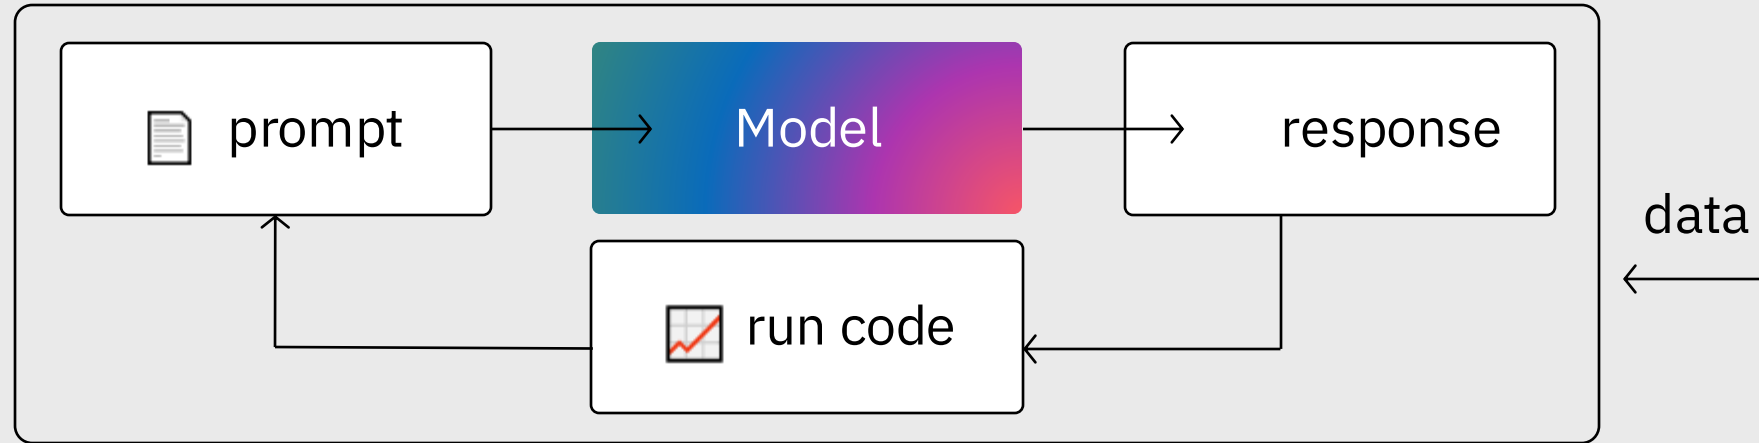 prompt
Model
response
data
run code